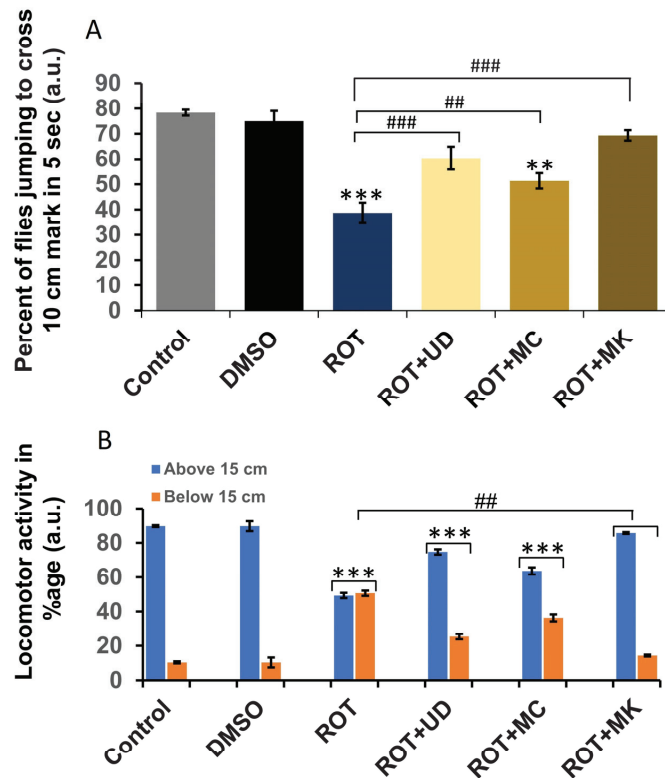 A
Percent of flies jumping to cross
10 cm mark in 5 sec (a.u.)
90
80
70
60
50
40
30
20
10
0
###
##
###
***
**
Control
DMSO
ROT
ROT+UD
ROT+MC
ROT+MK
B
Above 15 cm
Below 15 cm
Locomotor activity in
%age (a.u.)
100
80
60
40
20
0
##
***
***
***
Control
DMSO
ROT
ROT+UD
ROT+MC
ROT+MK